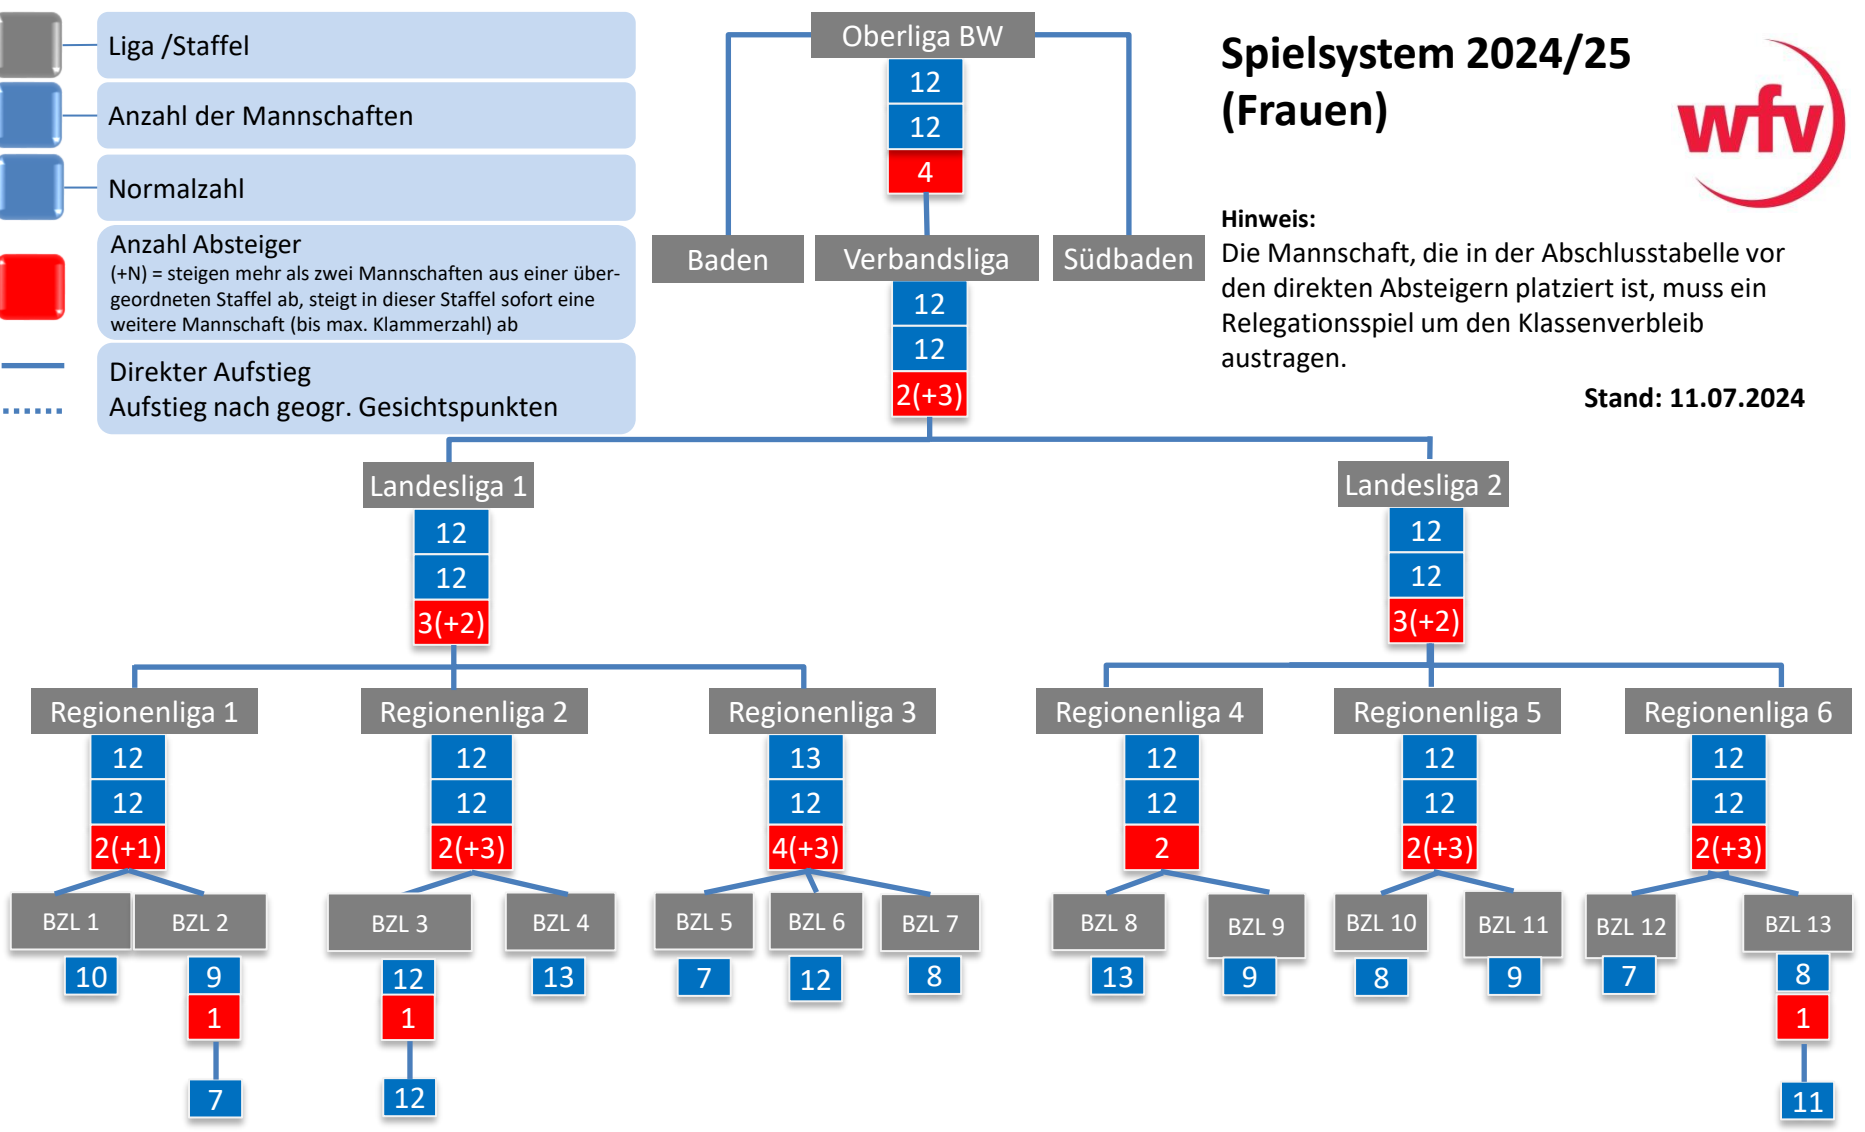 Liga /Staffel
Anzahl der Mannschaften
Normalzahl
Anzahl Absteiger
(+N) = steigen mehr als zwei Mannschaften aus einer über-
geordneten Staffel ab, steigt in dieser Staffel sofort eine
weitere Mannschaft (bis max. Klammerzahl) ab
Direkter Aufstieg
Aufstieg nach geogr. Gesichtspunkten
Spielsystem 2024/25
(Frauen)
wfv
Hinweis:
Die Mannschaft, die in der Abschlusstabelle vor
den direkten Absteigern platziert ist, muss ein
Relegationsspiel um den Klassenverbleib
austragen.
Stand: 11.07.2024
Oberliga BW
12
12
4
Baden
Verbandsliga
Südbaden
12
12
2(+3)
Landesliga 1
12
12
3(+2)
Landesliga 2
12
12
3(+2)
Regionenliga 1
12
12
2(+1)
Regionenliga 2
12
12
2(+3)
Regionenliga 3
13
12
4(+3)
Regionenliga 4
12
12
2
Regionenliga 5
12
12
2(+3)
Regionenliga 6
12
12
2(+3)
BZL 1
10
BZL 2
9
1
7
BZL 3
12
1
12
BZL 4
13
BZL 5
7
BZL 6
12
BZL 7
8
BZL 8
13
BZL 9
9
BZL 10
8
BZL 11
9
BZL 12
7
BZL 13
8
1
11